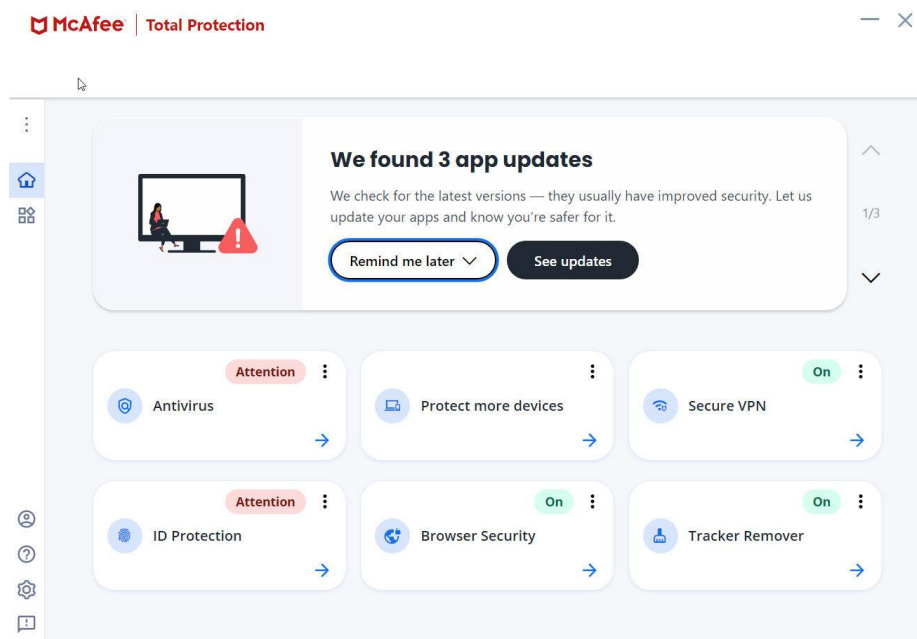 McAfee Total Protection
We found 3 app updates
We check for the latest versions — they usually have improved security. Let us
update your apps and know you're safer for it.
Remind me later
See updates
1/3
Attention
Antivirus
Protect more devices
On
Secure VPN
Attention
ID Protection
On
Browser Security
On
Tracker Remover